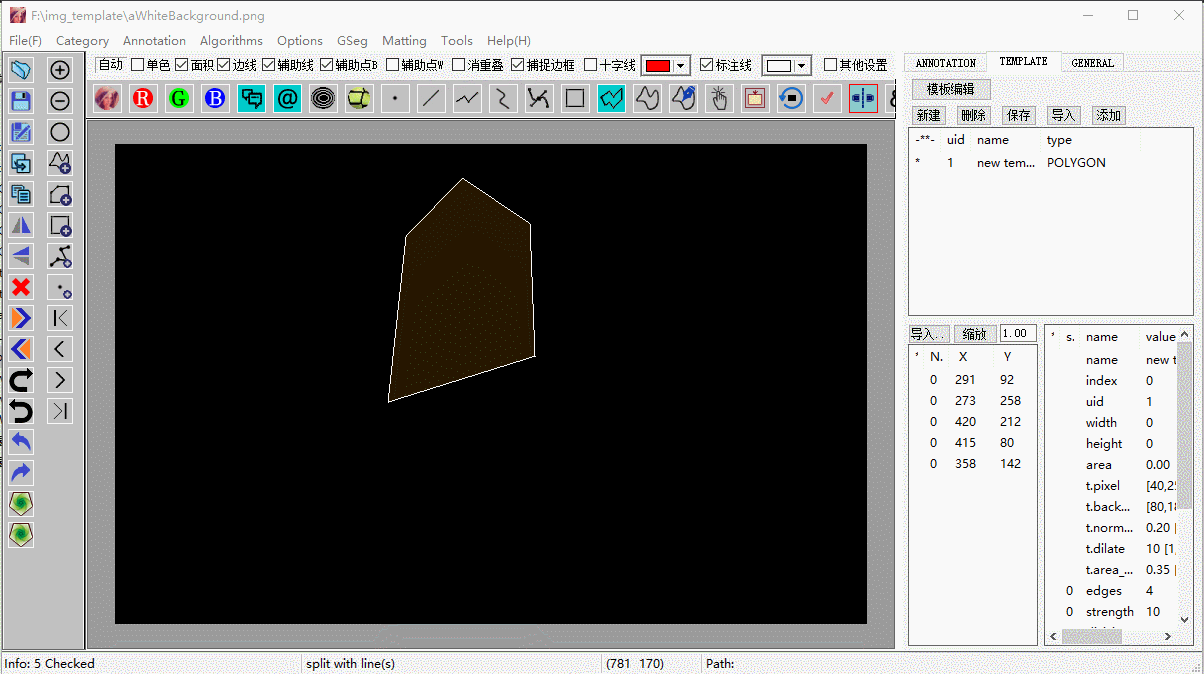 F:\img_template\aWhiteBackground.png
File(F) Category Annotation Algorithms Options GSeg Matting Tools Help(H)
自动 单色 面积 边线 辅助线 辅助点B 辅助点W 消重叠 捕捉边框 十字线 标注线 其他设置
R G B @
ANNOTATION TEMPLATE GENERAL
模板编辑
新建 删除 保存 导入 添加
-**- uid name type
* 1 new tem... POLYGON
导入.. 缩放 1.00
* N. X Y
0 291 92
0 273 258
0 420 212
0 415 80
0 358 142
* s. name value
name new t
index 0
uid 1
width 0
height 0
area 0.00
t.pixel [40,2
t.back... [80,18
t.norm... 0.20 [
t.dilate 10 [1,
t.area_... 0.35 [
0 edges 4
0 strength 10
Info: 5 Checked split with line(s) (781 170) Path: